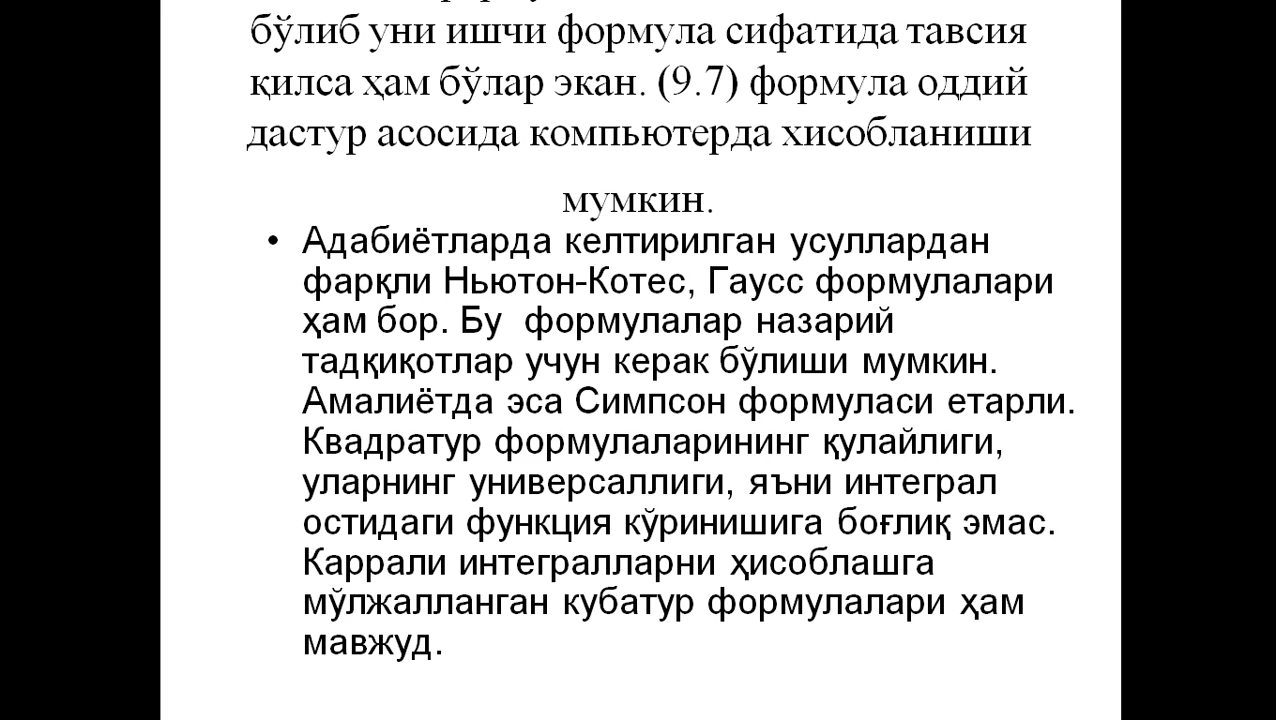 бўлиб уни ишчи формула сифатида тавсия
қилса ҳам бўлар экан. (9.7) формула оддий
дастур асосида компьютерда хисобланиши
мумкин.
• Адабиётларда келтирилган усуллардан
фарқли Ньютон-Котес, Гаусс формулалари
ҳам бор. Бу  формулалар назарий
тадқиқотлар учун керак бўлиши мумкин.
Амалиётда эса Симпсон формуласи етарли.
Квадратур формулаларининг қулайлиги,
уларнинг универсаллиги, яъни интеграл
остидаги функция кўринишига боғлиқ эмас.
Каррали интегралларни ҳисоблашга
мўлжалланган кубатур формулалари ҳам
мавжуд.